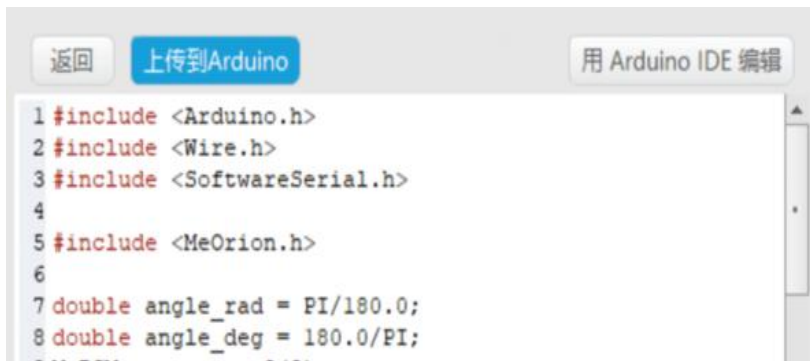 返回 上传到Arduino 用 Arduino IDE 编辑
1 #include <Arduino.h>
2 #include <Wire.h>
3 #include <SoftwareSerial.h>
4
5 #include <MeOrion.h>
6
7 double angle_rad = PI/180.0;
8 double angle_deg = 180.0/PI;